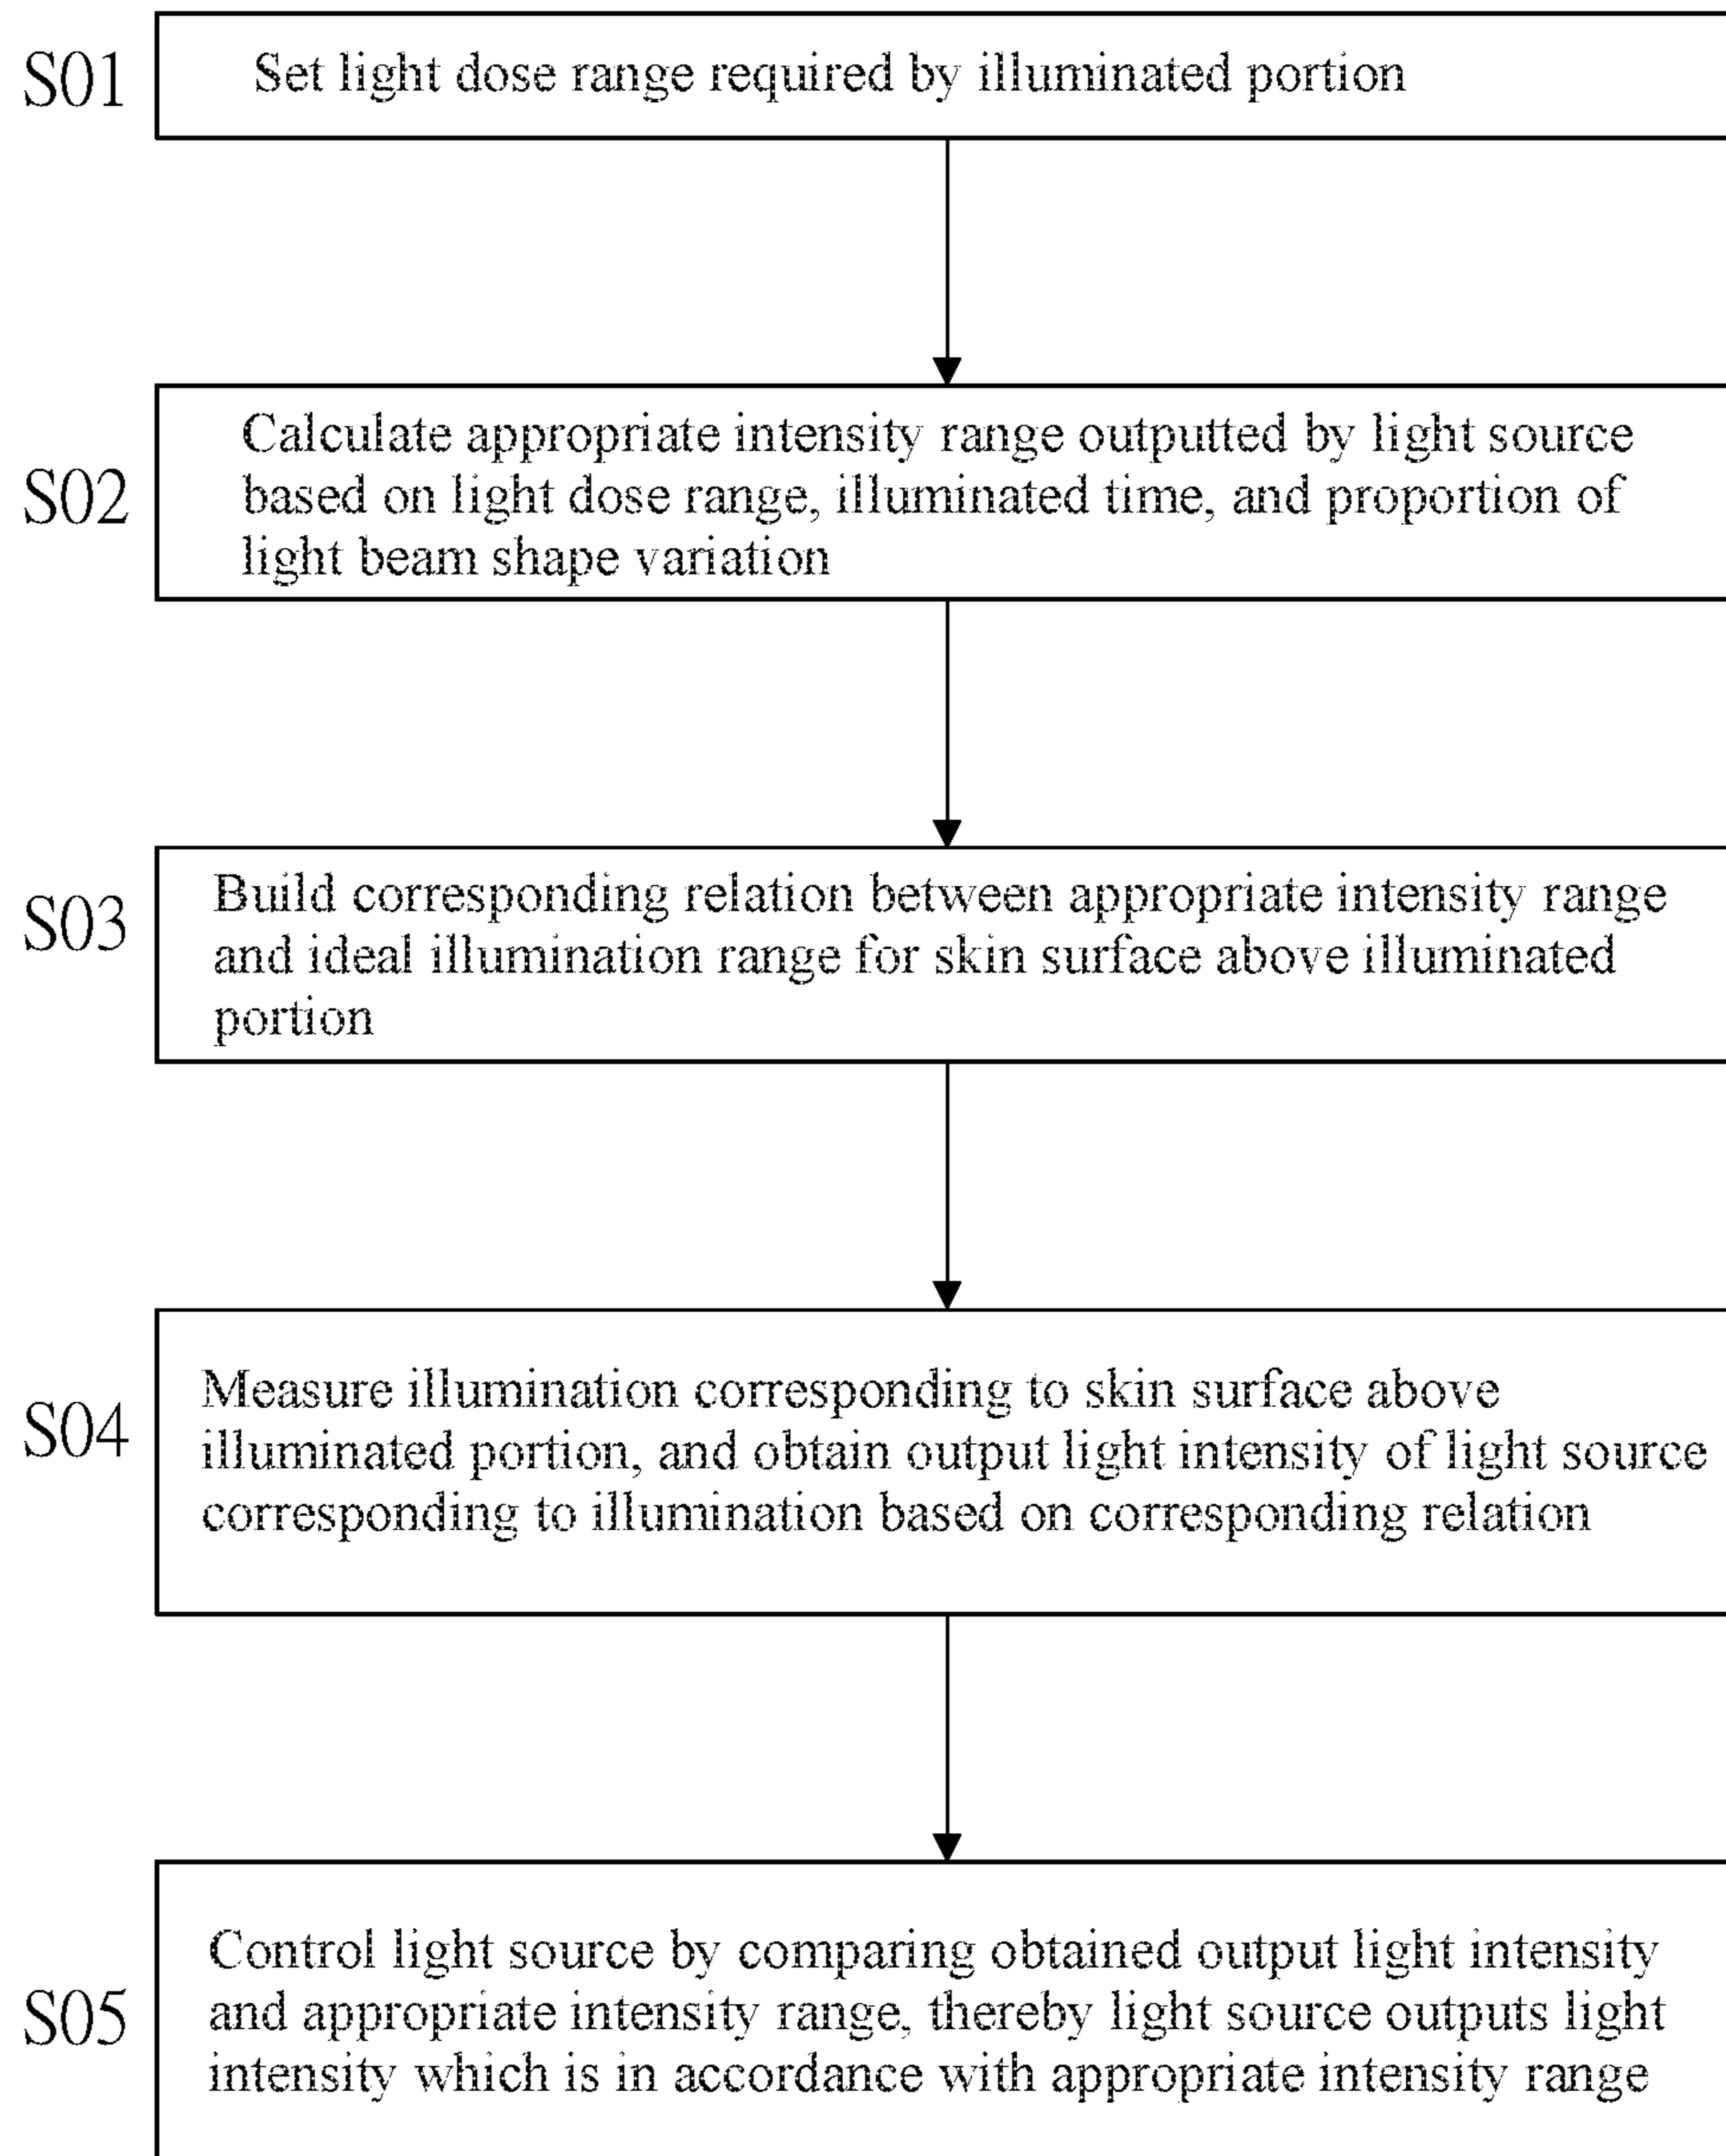 S01
Set light dose range required by illuminated portion
S02
Calculate appropriate intensity range outputted by light source
based on light dose range, illuminated time, and proportion of
light beam shape variation
S03
Build corresponding relation between appropriate intensity range
and ideal illumination range for skin surface above illuminated
portion
S04
Measure illumination corresponding to skin surface above
illuminated portion, and obtain output light intensity of light source
corresponding to illumination based on corresponding relation
S05
Control light source by comparing obtained output light intensity
and appropriate intensity range, thereby light source outputs light
intensity which is in accordance with appropriate intensity range